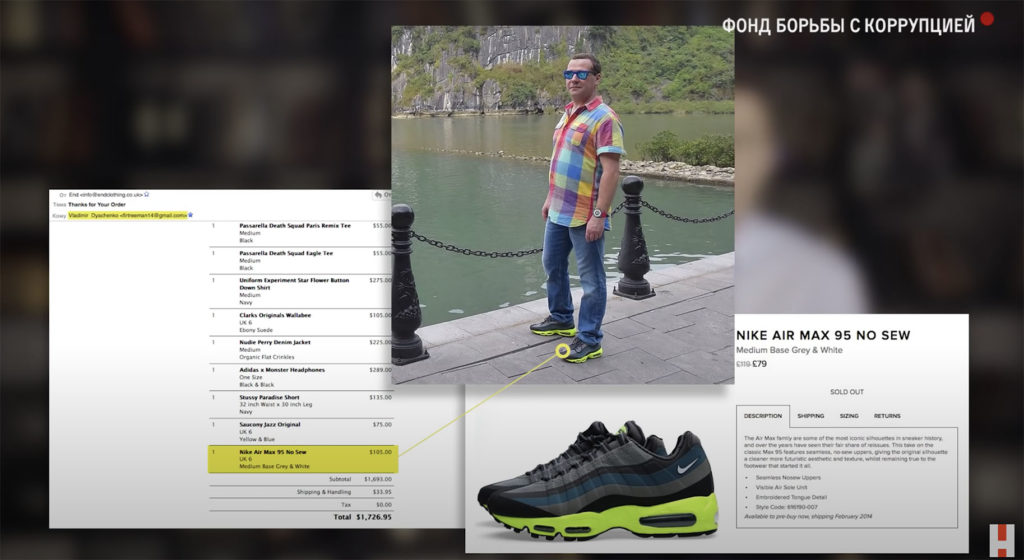 ФОНД БОРЬБЫ С КОРРУПЦИЕЙ
От End <info@endclothing.co.uk>
Тема Thanks for Your Order
Кому Vladimir Dyachenko <firtreeman14@gmail.com>
1 Passarella Death Squad Paris Remix Tee $55.00
Medium
Black
1 Passarella Death Squad Eagle Tee $55.00
Medium
Black
1 Uniform Experiment Star Flower Button $275.00
Down Shirt
Medium
Navy
1 Clarks Originals Wallabee $105.00
UK 6
Ebony Suede
1 Nudie Perry Denim Jacket $225.00
Medium
Organic Flat Crinkles
1 Adidas x Monster Headphones $289.00
One Size
Black & Black
1 Stussy Paradise Short $135.00
32 inch Waist x 30 inch Leg
Navy
1 Saucony Jazz Original $75.00
UK 6
Yellow & Blue
1 Nike Air Max 95 No Sew $105.00
UK 6
Medium Base Grey & White
Subtotal $1,693.00
Shipping & Handling $33.95
Tax $0.00
Total $1,726.95
NIKE AIR MAX 95 NO SEW
Medium Base Grey & White
£119 £79
SOLD OUT
DESCRIPTION SHIPPING SIZING RETURNS
The Air Max family are some of the most iconic silhouettes in sneaker history,
and over the years have seen their fair share of reissues. This take on the
classic Max 95 features seamless, no-sew uppers, giving the original silhouette
a cleaner more futuristic aesthetic and texture, whilst remaining true to the
footwear that started it all.
• Seamless Nosew Uppers
• Visible Air Sole Unit
• Embroidered Tongue Detail
• Style Code: 616190-007
Available to pre-buy now, shipping February 2014